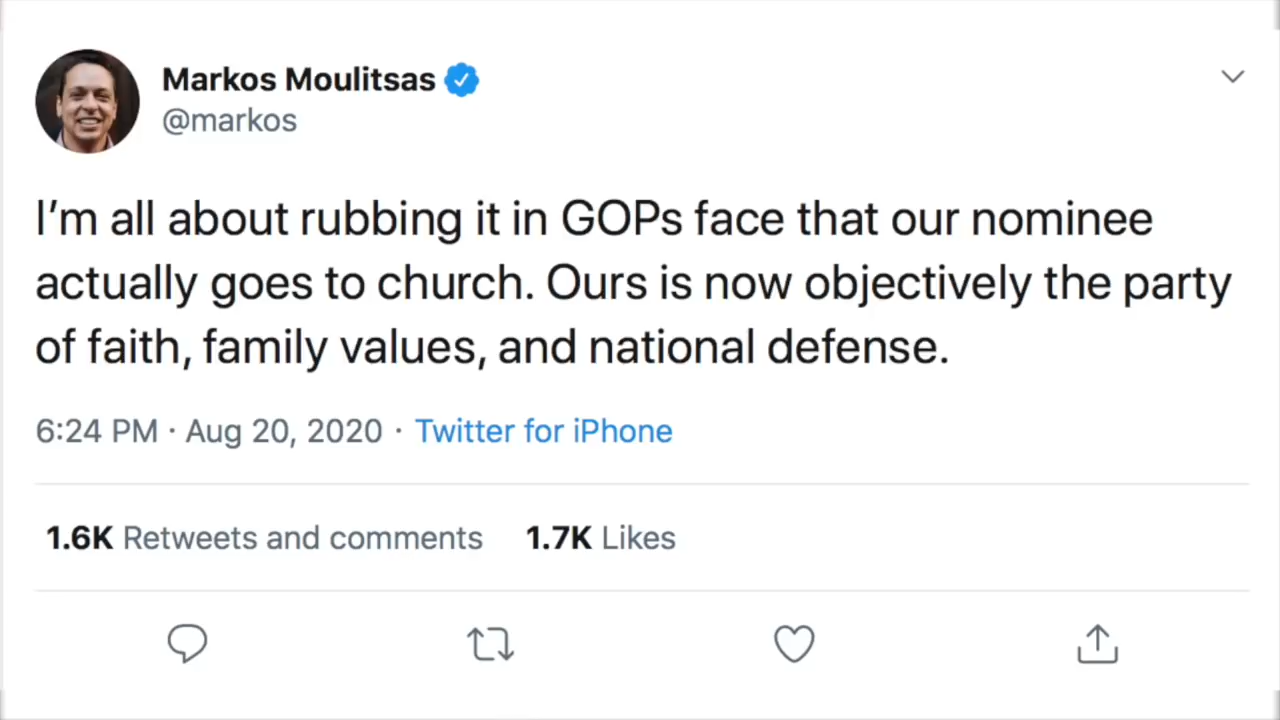 Markos Moulitsas
@markos
I’m all about rubbing it in GOPs face that our nominee
actually goes to church. Ours is now objectively the party
of faith, family values, and national defense.
6:24 PM · Aug 20, 2020 · Twitter for iPhone
1.6K Retweets and comments 1.7K Likes